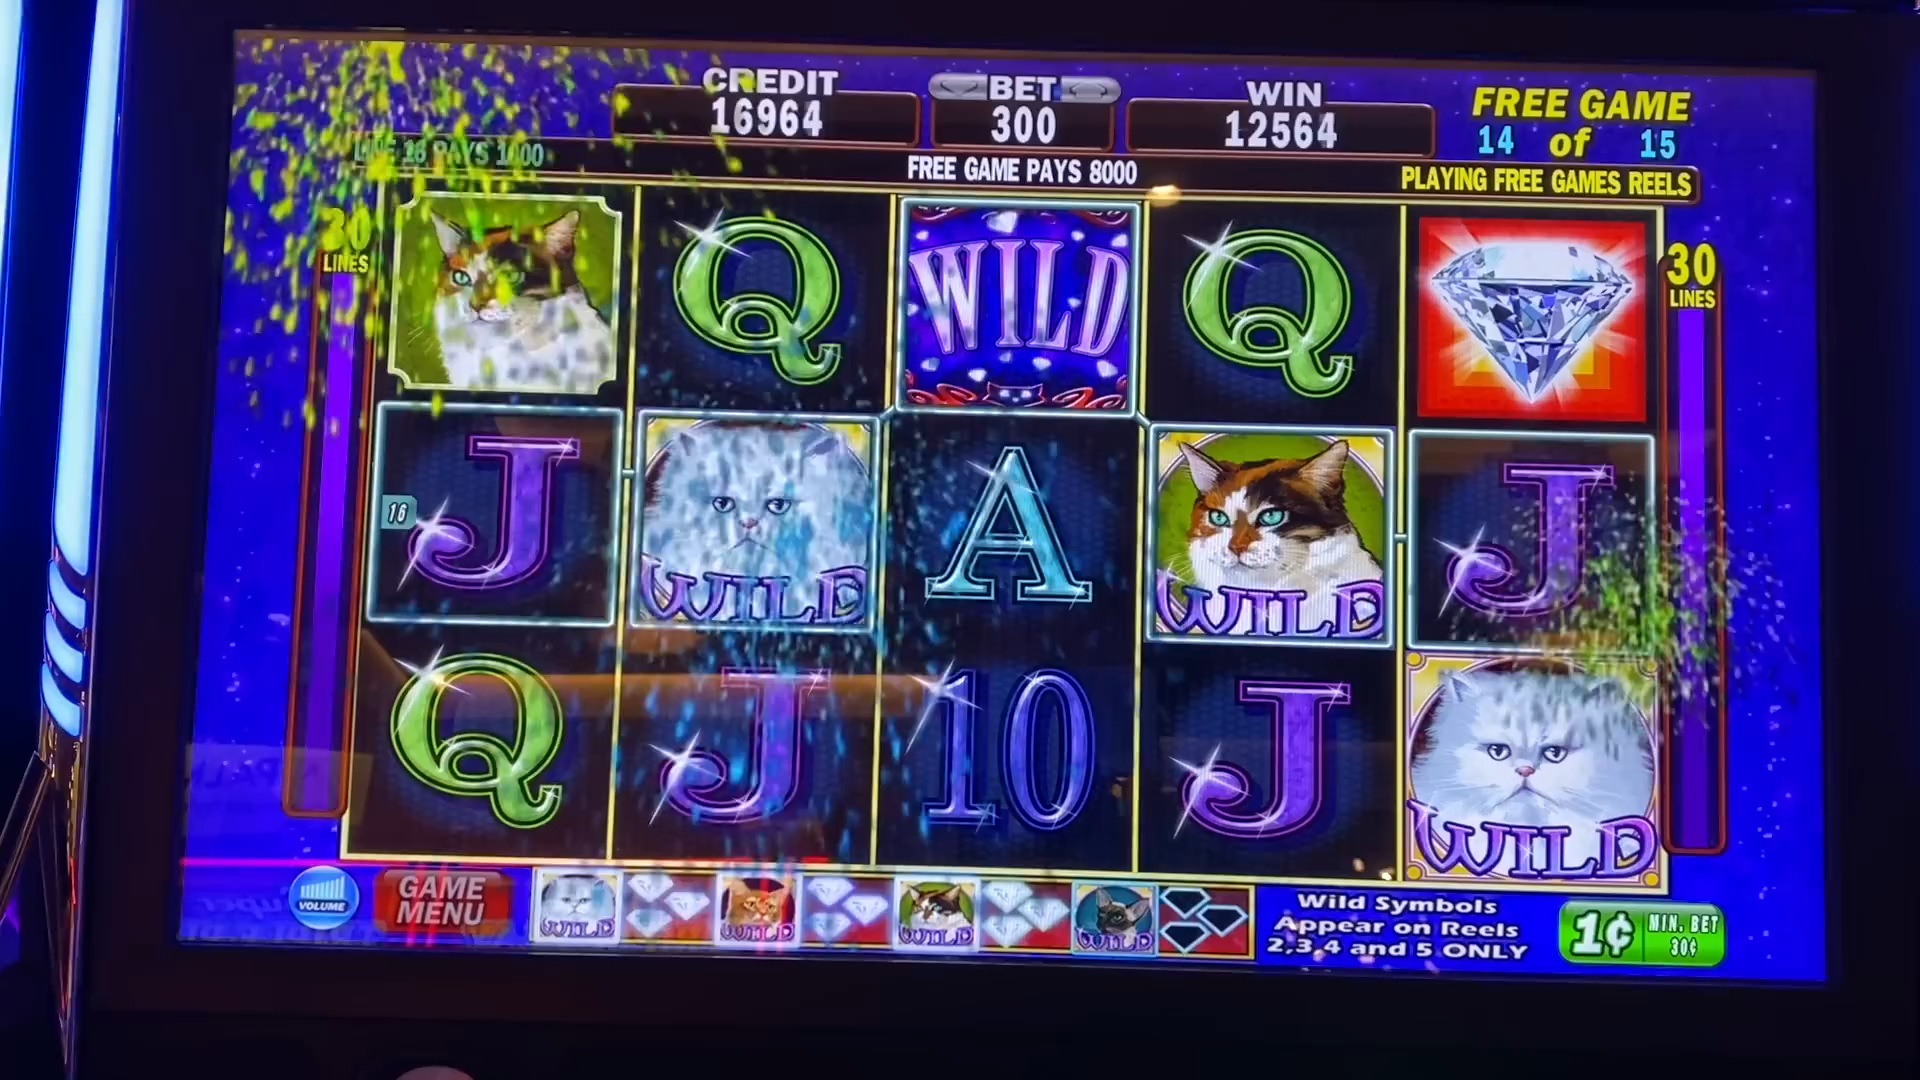 CREDIT
16964
BET
300
WIN
12564
FREE GAME
14 of 15
LINE 16 PAYS 1000
FREE GAME PAYS 8000
PLAYING FREE GAMES REELS
30
LINES
30
LINES
Q
WILD
Q
16
J
WILD
A
WILD
J
Q
J
10
J
WILD
VOLUME
GAME
MENU
WILD
WILD
WILD
WILD
Wild Symbols
Appear on Reels
2,3,4 and 5 ONLY
1¢
MIN. BET
30¢